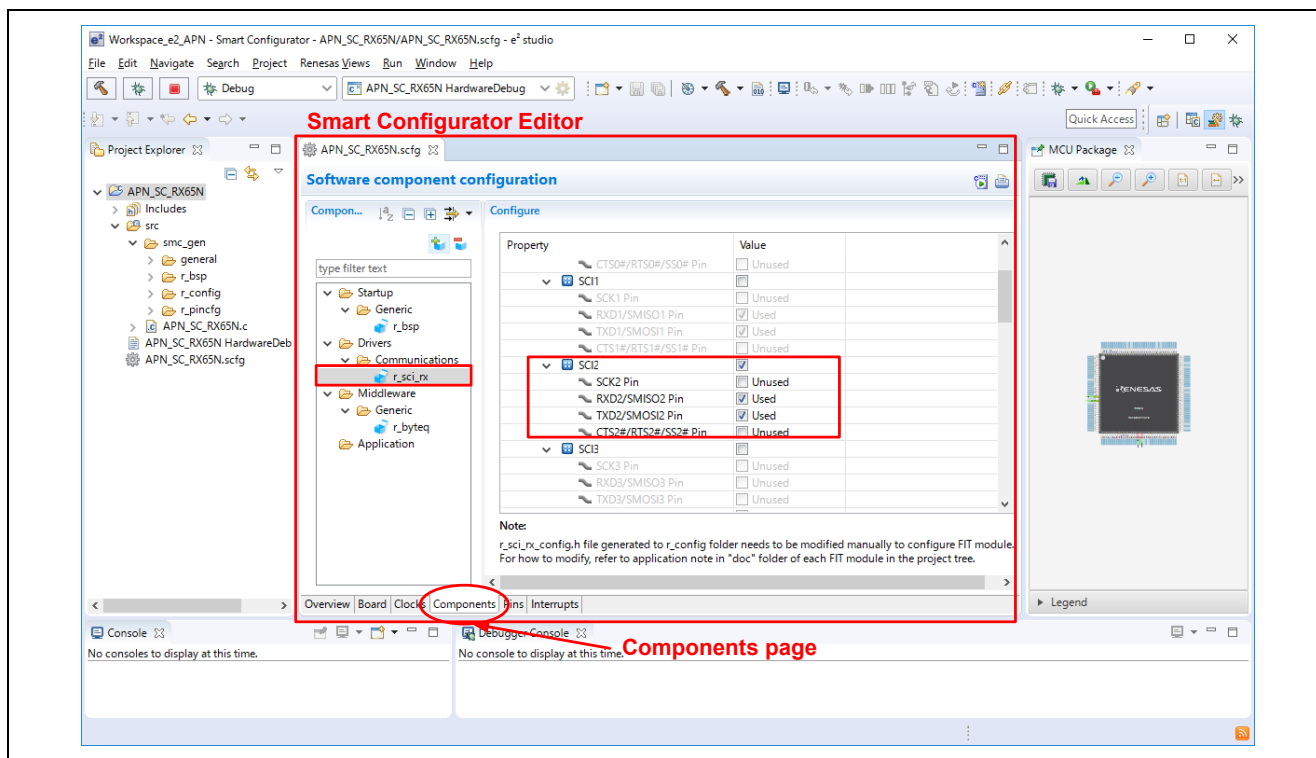 Workspace_e2_APN - Smart Configurator - APN_SC_RX65N/APN_SC_RX65N.scfg - e² studio
File Edit Navigate Search Project Renesas Views Run Window Help
Debug
APN_SC_RX65N HardwareDebug
Smart Configurator Editor
Quick Access
Project Explorer
APN_SC_RX65N
Includes
src
smc_gen
general
r_bsp
r_config
r_pincfg
APN_SC_RX65N.c
APN_SC_RX65N HardwareDeb
APN_SC_RX65N.scfg
APN_SC_RX65N.scfg
Software component configuration
Compon...
type filter text
Startup
Generic
r_bsp
Drivers
Communications
r_sci_rx
Middleware
Generic
r_byteq
Application
Configure
Property Value
CTS0#/RTS0#/SS0# Pin Unused
SCI1
SCK1 Pin Unused
RXD1/SMISO1 Pin Used
TXD1/SMOSI1 Pin Used
CTS1#/RTS1#/SS1# Pin Unused
SCI2
SCK2 Pin Unused
RXD2/SMISO2 Pin Used
TXD2/SMOSI2 Pin Used
CTS2#/RTS2#/SS2# Pin Unused
SCI3
SCK3 Pin Unused
RXD3/SMISO3 Pin Unused
TXD3/SMOSI3 Pin Unused
Note:
r_sci_rx_config.h file generated to r_config folder needs to be modified manually to configure FIT module.
For how to modify, refer to application note in "doc" folder of each FIT module in the project tree.
Overview Board Clocks Components Pins Interrupts
MCU Package
RENESAS
Legend
Console
No consoles to display at this time.
Debugger Console
No console to display at this time.
Components page